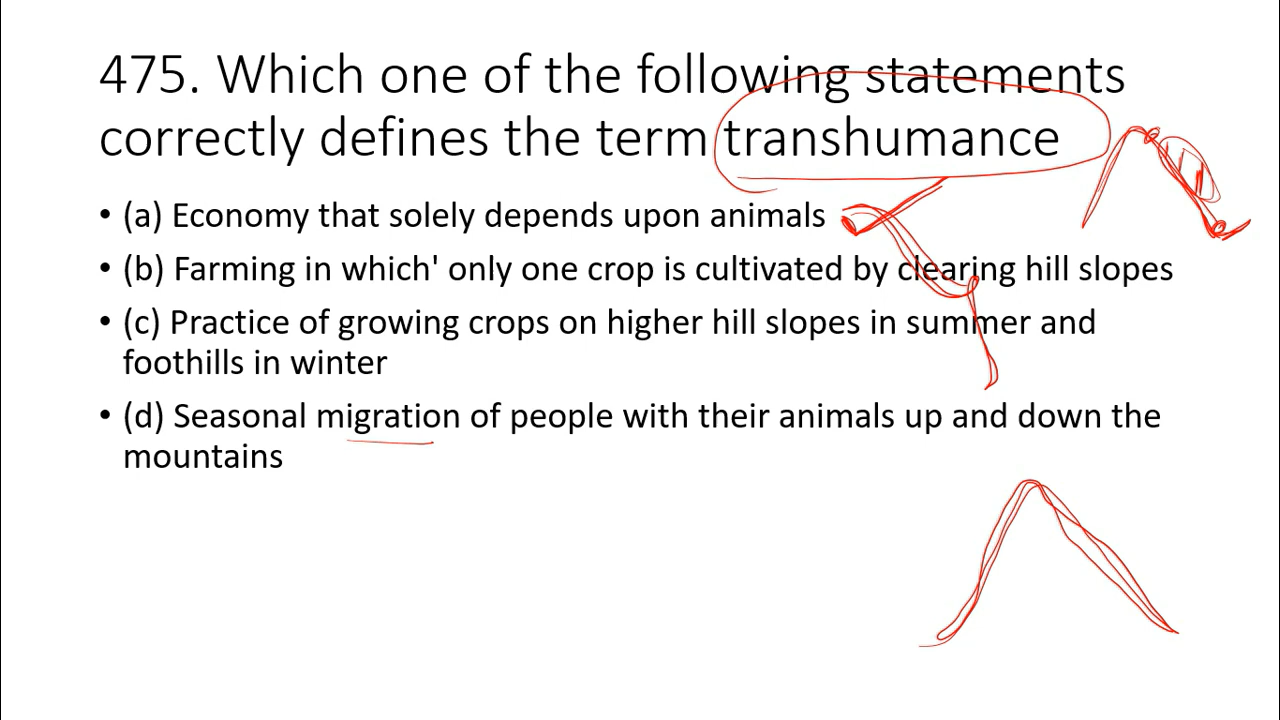 475. Which one of the following statements
correctly defines the term transhumance
• (a) Economy that solely depends upon animals
• (b) Farming in which' only one crop is cultivated by clearing hill slopes
• (c) Practice of growing crops on higher hill slopes in summer and
foothills in winter
• (d) Seasonal migration of people with their animals up and down the
mountains